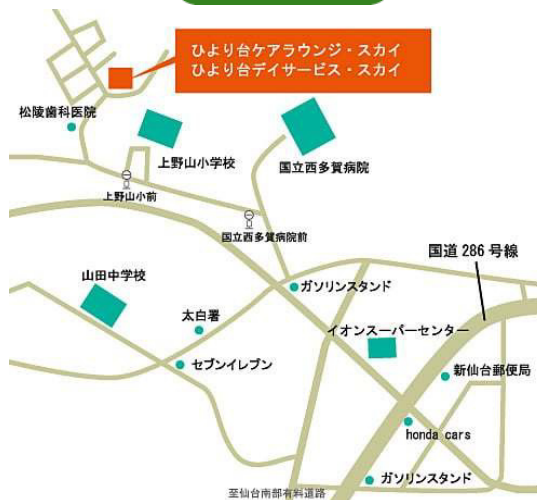 ひより台ケアラウンジ・スカイ
ひより台デイサービス・スカイ
松陵歯科医院
上野山小学校
国立西多賀病院
上野山小前
国立西多賀病院前
国道286号線
山田中学校
ガソリンスタンド
太白署
イオンスーパーセンター
セブンイレブン
新仙台郵便局
honda cars
ガソリンスタンド
至仙台南部有料道路